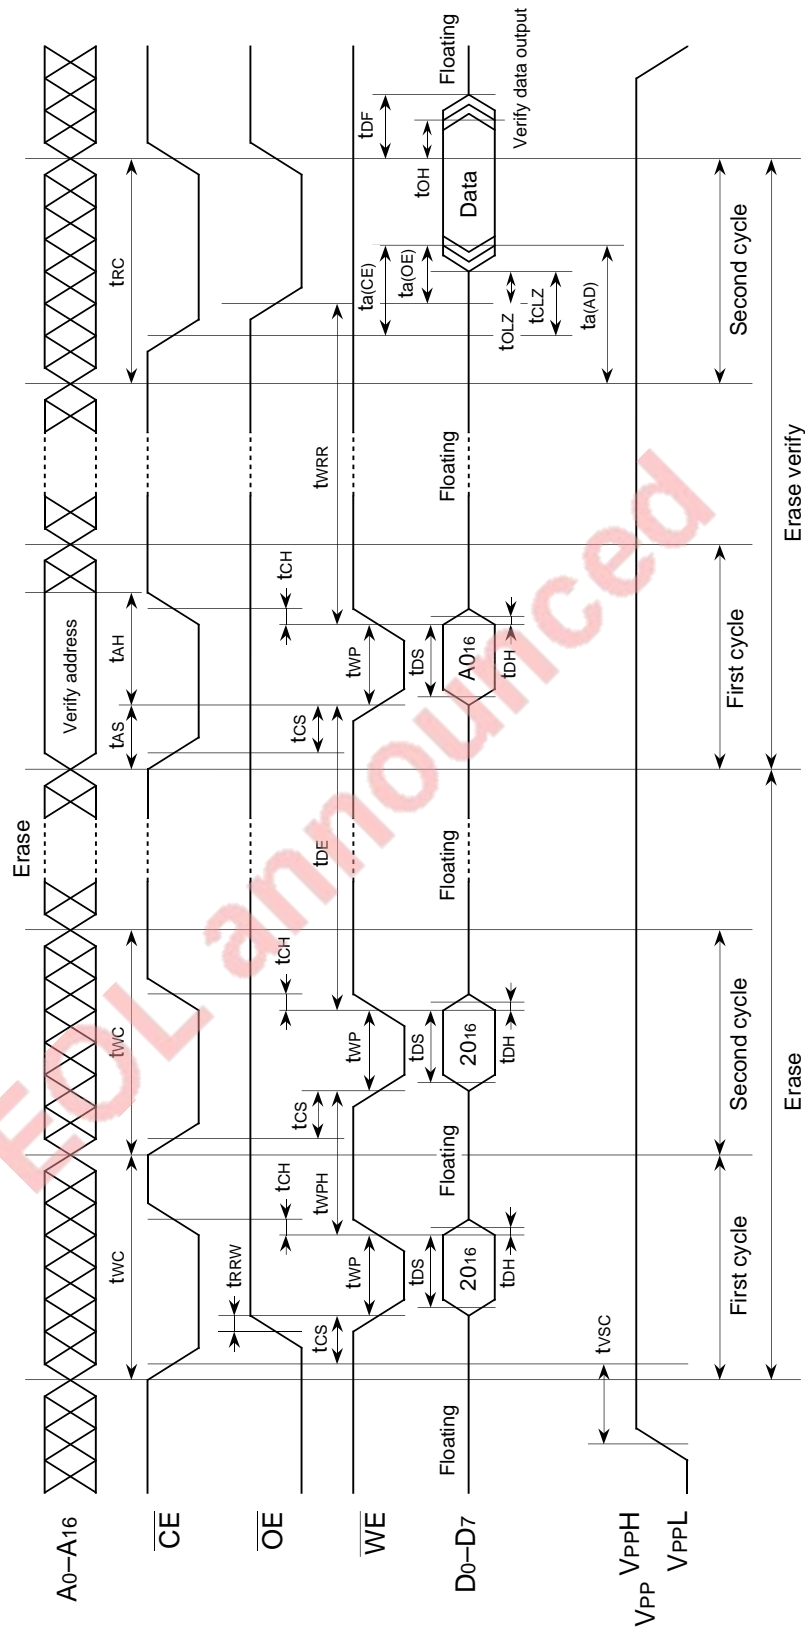 Erase
A0–A16
tWC
tWC
tAS
Verify address
tAH
tRC
CE
OE
tRRW
tCH
tCH
tCH
WE
tCS
tWP
tWPH
tCS
tWP
tDE
tCS
tWP
tWRR
ta(CE)
tDF
D0–D7
Floating
tDS
2016
tDH
Floating
tDS
2016
tDH
Floating
tDS
A016
tDH
Floating
ta(OE)
tOLZ
tCLZ
ta(AD)
Data
tOH
Floating
Verify data output
VPP
VPPH
VPPL
tVSC
First cycle
Second cycle
First cycle
Second cycle
Erase
Erase verify
EOL announced